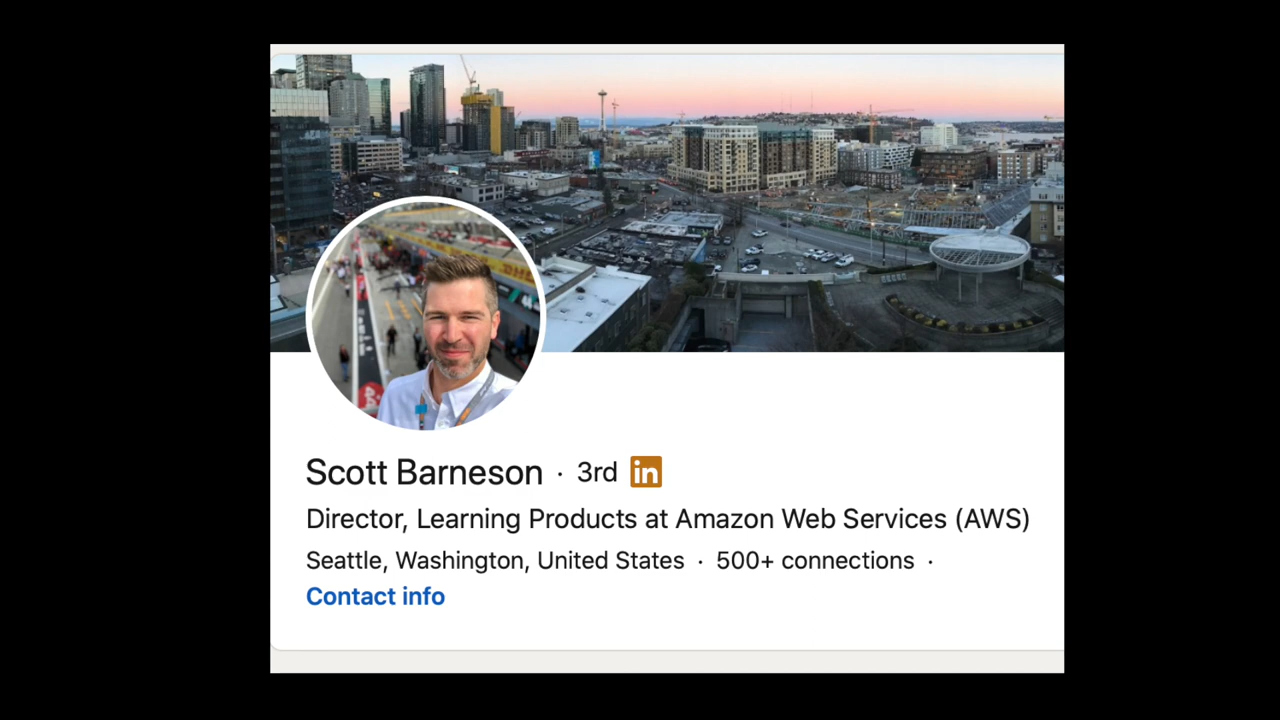 Scott Barneson · 3rd in
Director, Learning Products at Amazon Web Services (AWS)
Seattle, Washington, United States · 500+ connections ·
Contact info